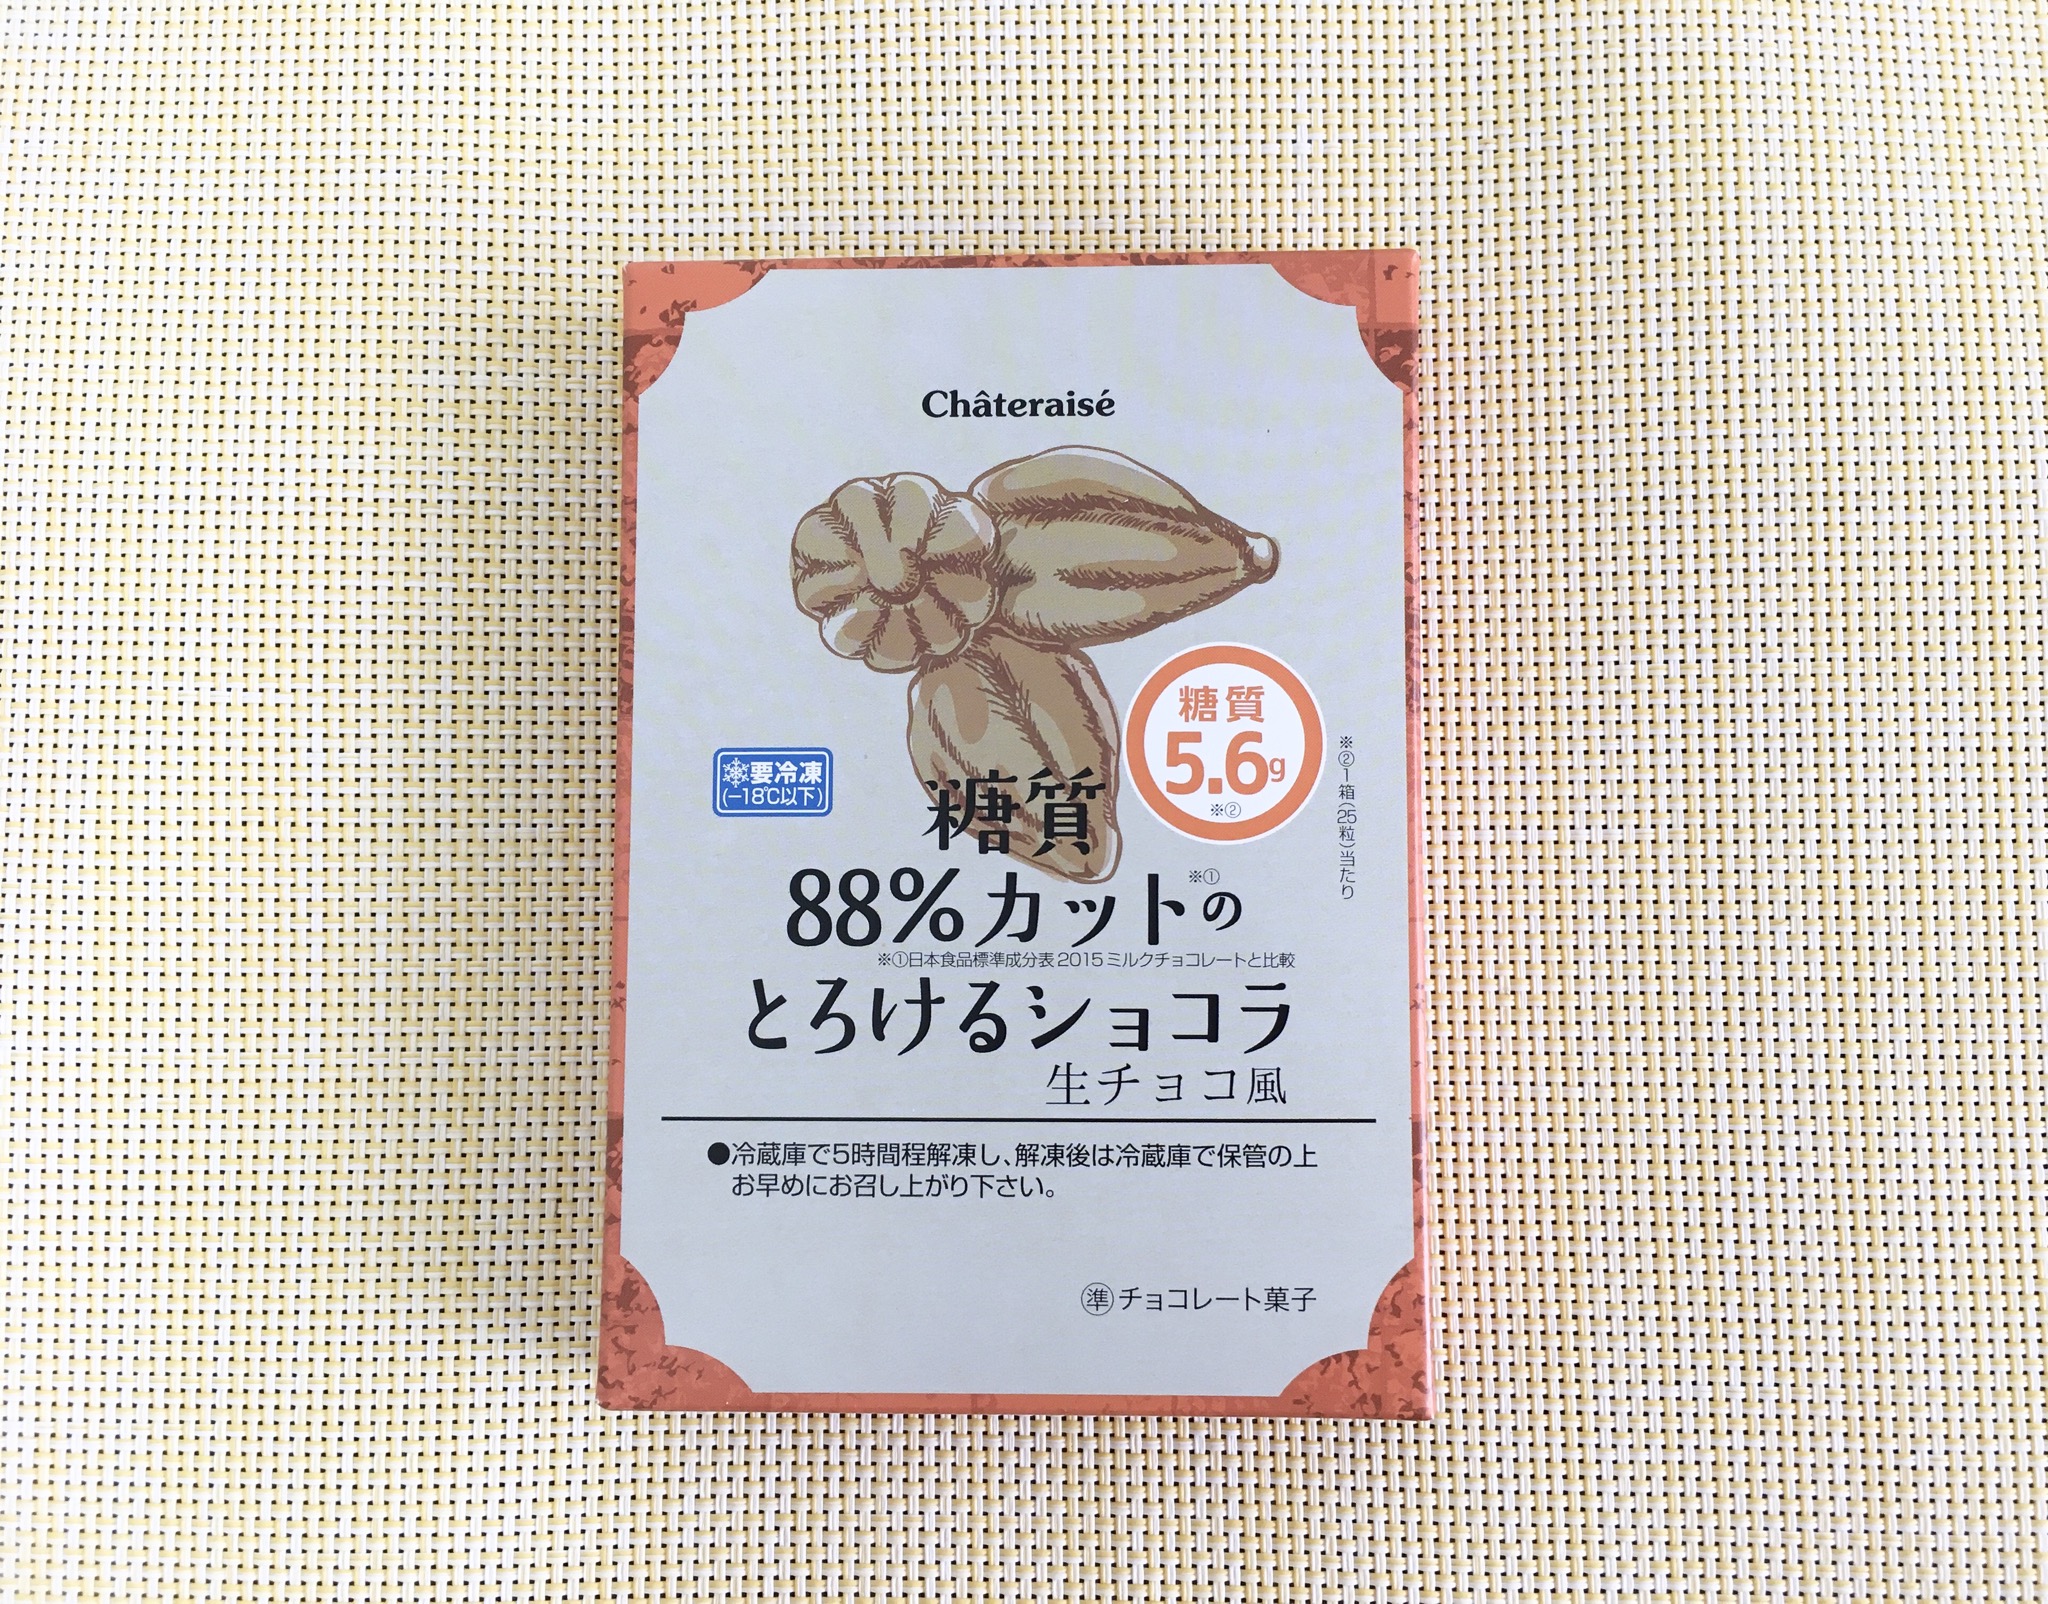 Châteraisé
糖質
5.6g
※②
※②1箱(25粒)当たり
要冷凍
(−18℃以下)
糖質
88%カット※①の
※①日本食品標準成分表2015ミルクチョコレートと比較
とろけるショコラ
生チョコ風
●冷蔵庫で5時間程解凍し、解凍後は冷蔵庫で保管の上
お早めにお召し上がり下さい。
㊜チョコレート菓子